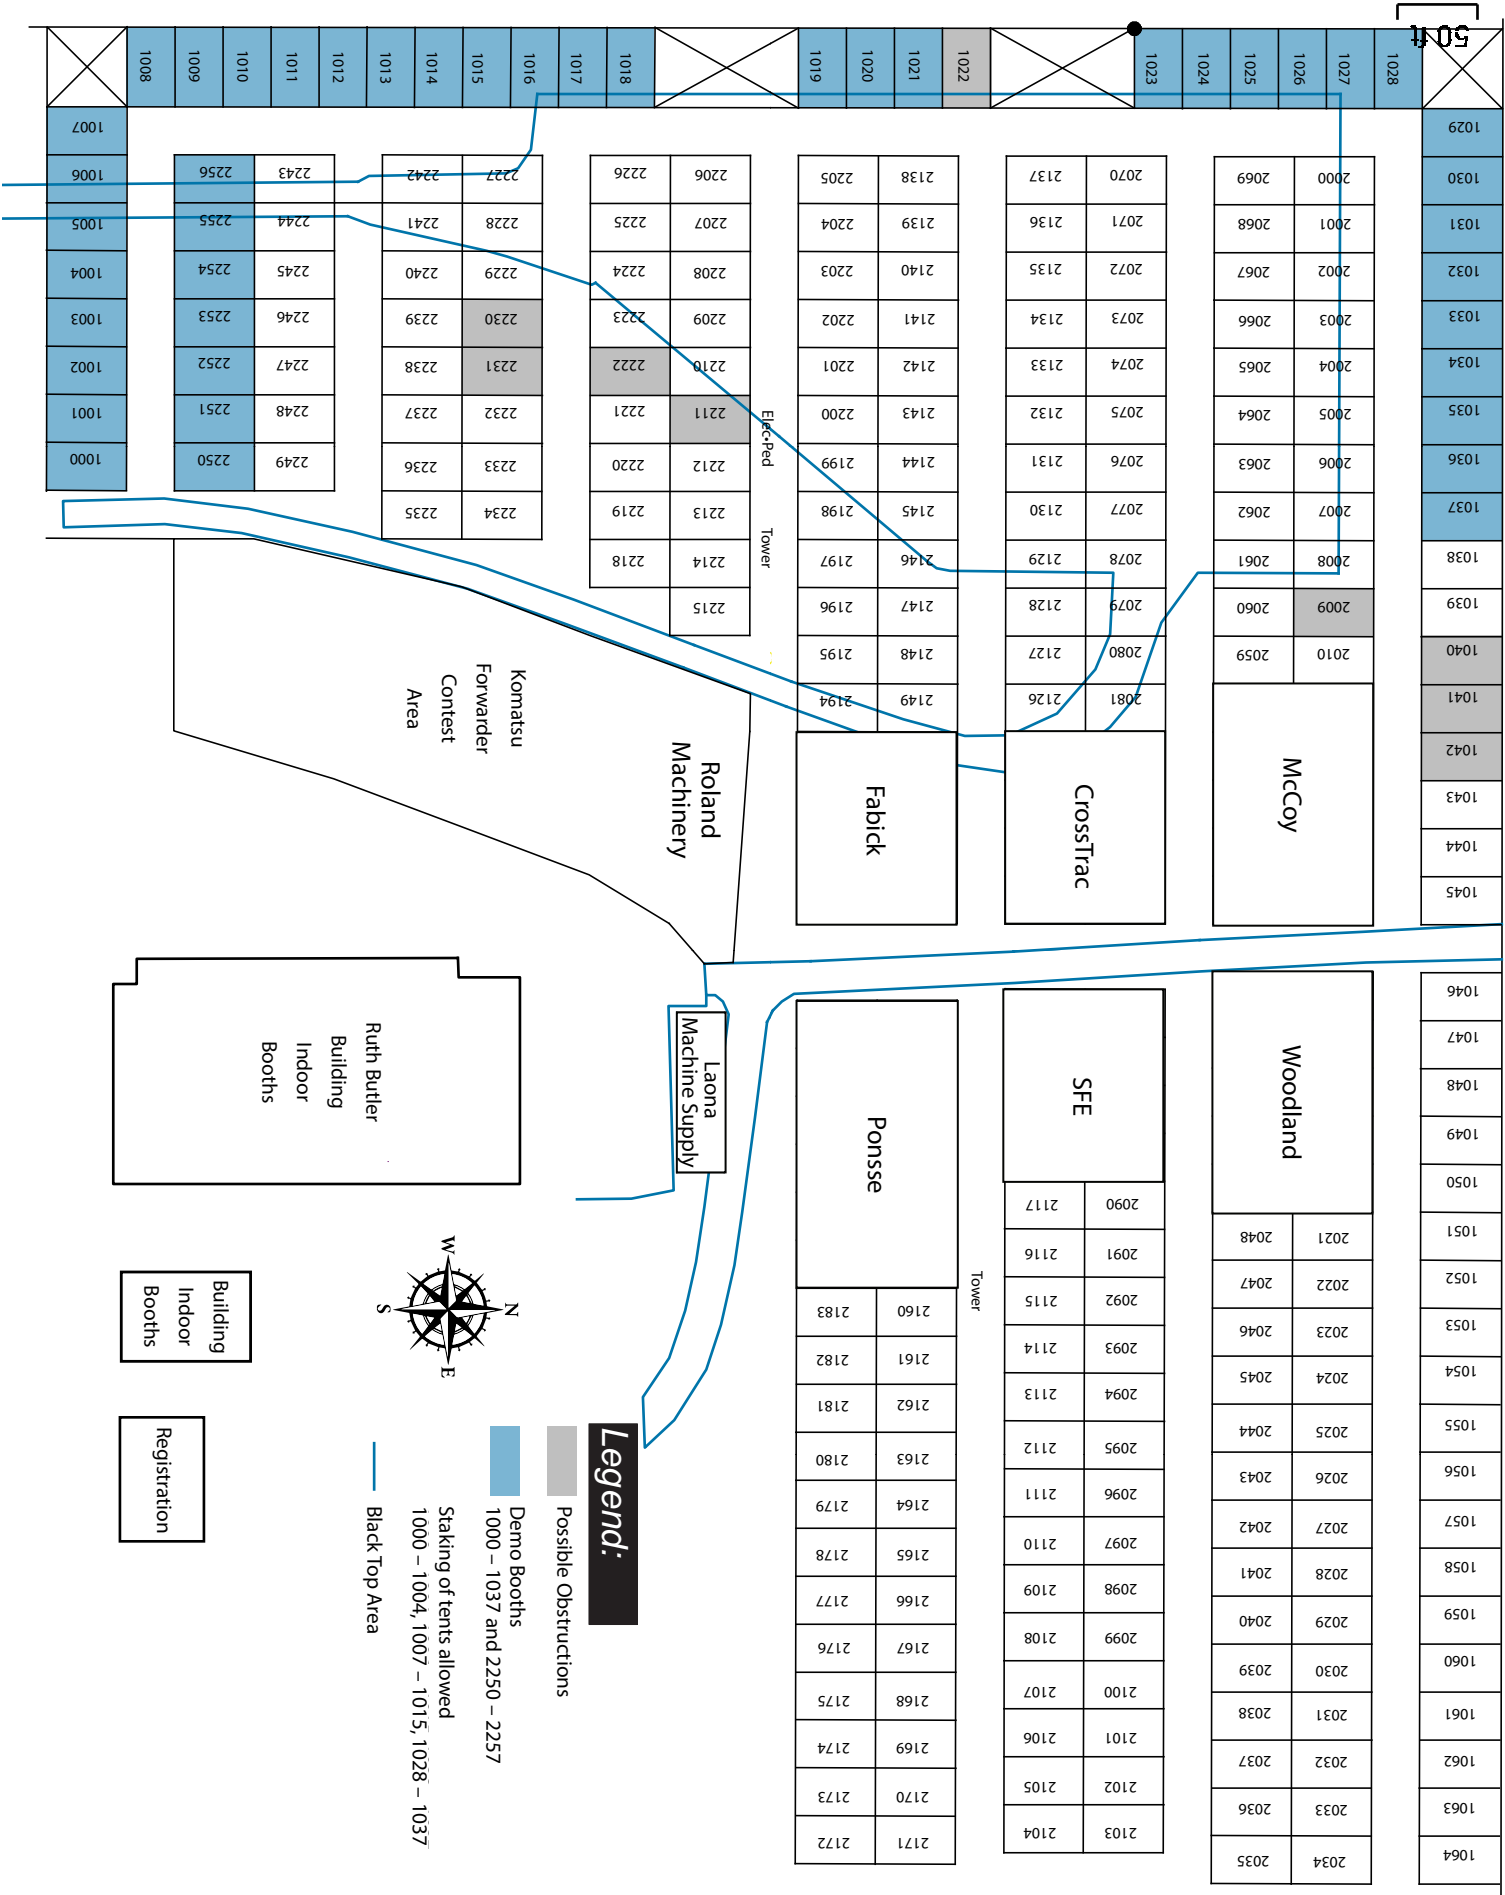 50 ft
1008 1009 1010 1011 1012 1013 1014 1015 1016 1017 1018 1019 1020 1021 1022 1023 1024 1025 1026 1027 1028
1007 1029
1006 2256 2243 2242 2227 2226 2206 2205 2138 2137 2070 2069 2000 1030
1005 2255 2244 2241 2228 2225 2207 2204 2139 2136 2071 2068 2001 1031
1004 2254 2245 2240 2229 2224 2208 2203 2140 2135 2072 2067 2002 1032
1003 2253 2246 2239 2230 2223 2209 2202 2141 2134 2073 2066 2003 1033
1002 2252 2247 2238 2231 2222 2210 2201 2142 2133 2074 2065 2004 1034
1001 2251 2248 2237 2232 2221 2211 2200 2143 2132 2075 2064 2005 1035
Elec•Ped
1000 2250 2249 2236 2233 2220 2212 2199 2144 2131 2076 2063 2006 1036
2235 2234 2219 2213 2198 2145 2130 2077 2062 2007 1037
Tower
2218 2214 2197 2146 2129 2078 2061 2008 1038
2215 2196 2147 2128 2079 2060 2009 1039
2195 2148 2127 2080 2059 2010 1040
2194 2149 2126 2081 1041
1042
1043
1044
1045
Komatsu
Forwarder
Contest
Area
Roland
Machinery
Fabick
CrossTrac
McCoy
Ruth Butler
Building
Indoor
Booths
Laona
Machine Supply
Ponsse
SFE
Woodland
1046
1047
1048
1049
1050
2117 2090 1051
2048 2021
2116 2091 2047 2022 1052
Tower
2183 2160 2115 2092 2046 2023 1053
2182 2161 2114 2093 2045 2024 1054
2181 2162 2113 2094 2044 2025 1055
2180 2163 2112 2095 2043 2026 1056
2179 2164 2111 2096 2042 2027 1057
2178 2165 2110 2097 2041 2028 1058
2177 2166 2109 2098 2040 2029 1059
2176 2167 2108 2099 2039 2030 1060
2175 2168 2107 2100 2038 2031 1061
2174 2169 2106 2101 2037 2032 1062
2173 2170 2105 2102 2036 2033 1063
2172 2171 2104 2103 2035 2034 1064
W
N
S
E
Building
Indoor
Booths
Registration
Legend:
Possible Obstructions
Demo Booths
1000 – 1037 and 2250 – 2257
Staking of tents allowed
1000 – 1004, 1007 – 1015, 1028 – 1037
Black Top Area